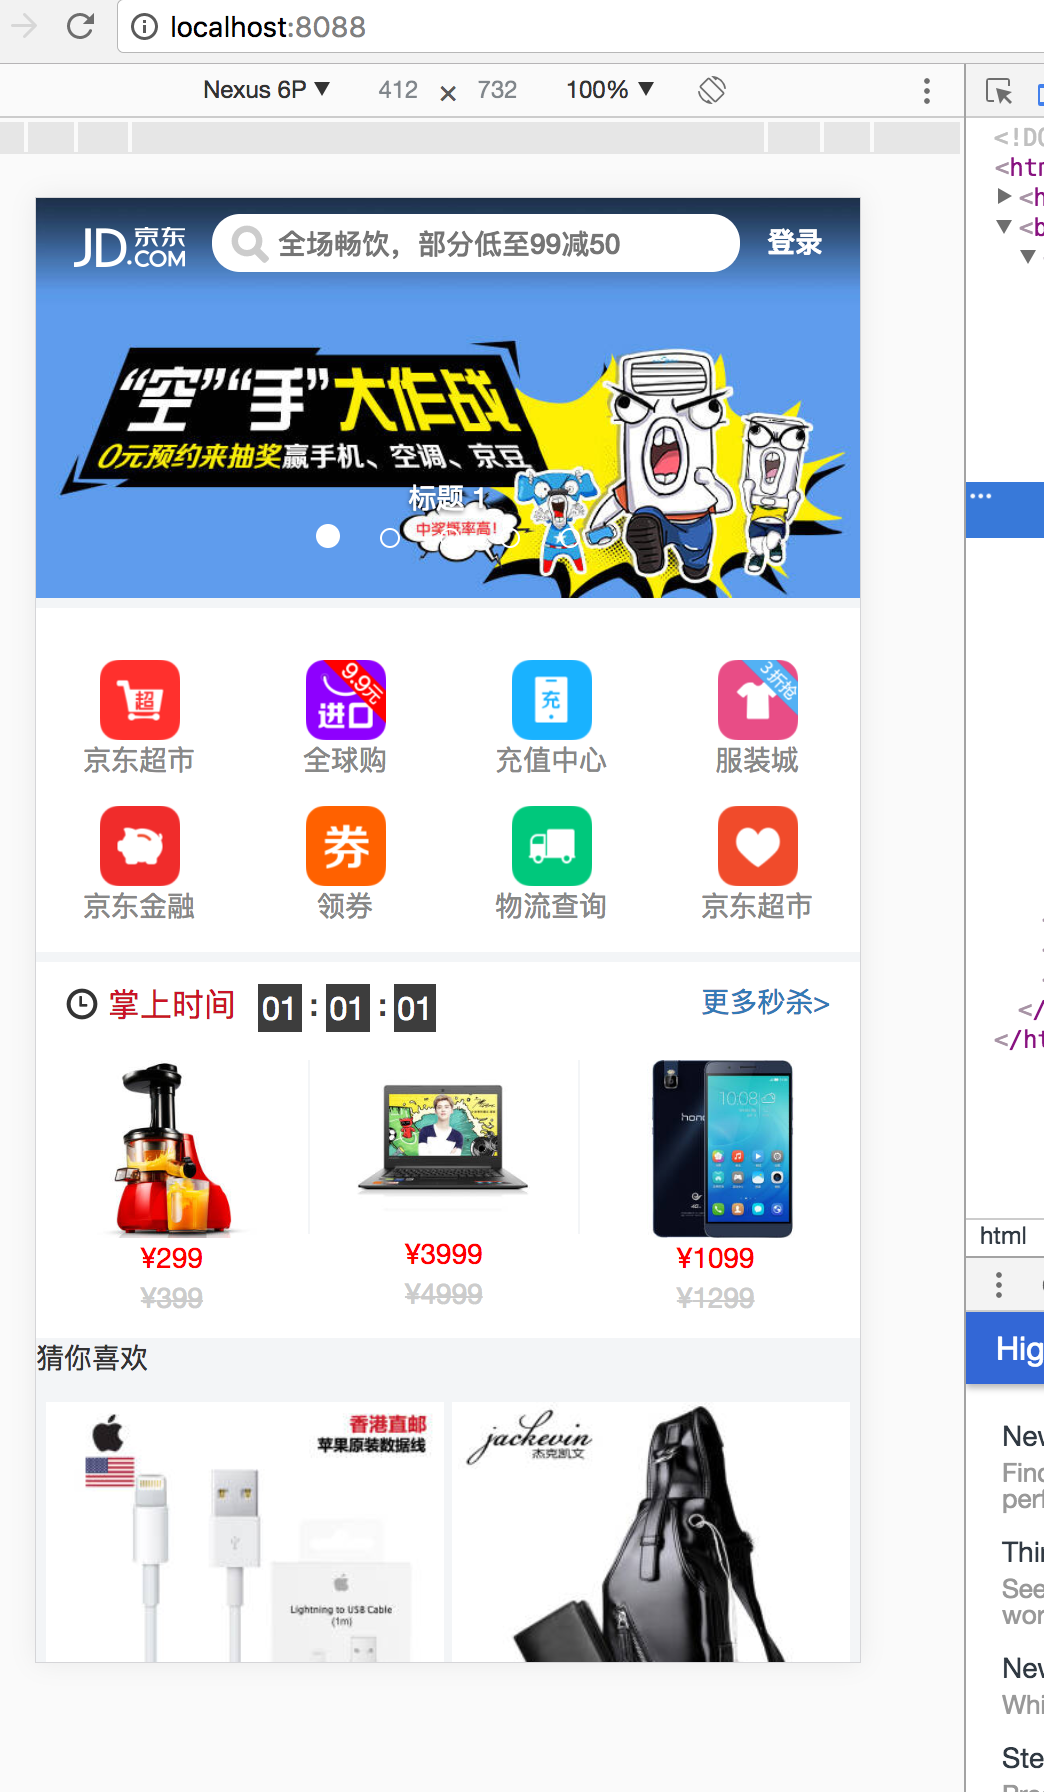 localhost:8088
Nexus 6P ▼ 412 × 732 100% ▼
<!DO
<htm
▶ <h
▼ <b
▼
JD 京东 .COM
全场畅饮，部分低至99减50
登录
“空”“手”大作战
0元预约来抽奖赢手机、空调、京豆
标题 1
中奖概率高!
超
9.9元
进口
充
3折抢
京东超市 全球购 充值中心 服装城
券
京东金融 领券 物流查询 京东超市
掌上时间 01 : 01 : 01 更多秒杀>
10:08
hono
¥299 ¥3999 ¥1099
¥399 ¥4999 ¥1299
猜你喜欢
香港直邮
苹果原装数据线
Lightning to USB Cable
(1m)
jackevin
杰克凯文
...
</
</ht
html
Hig
New
Find
perf
Thir
See
wor
New
Whi
Ste